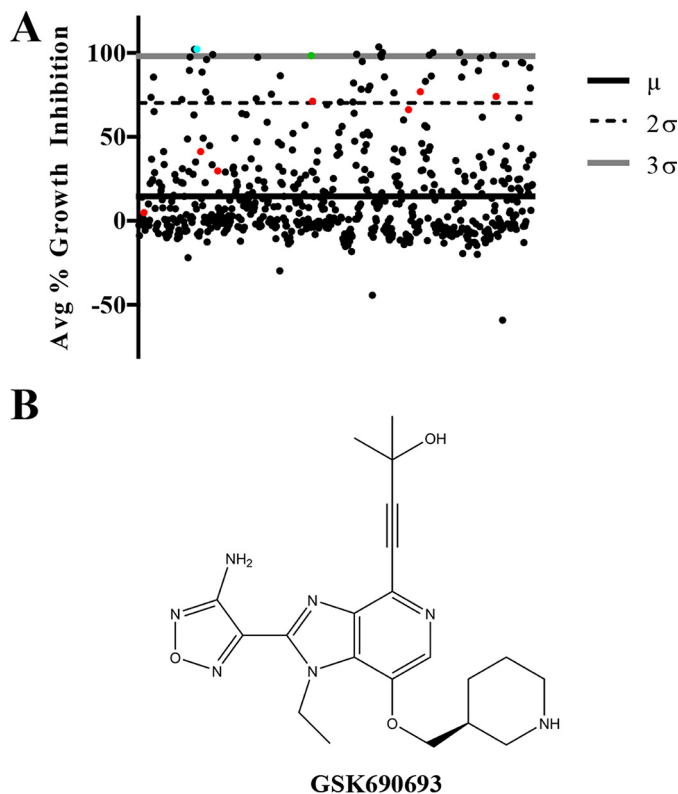 A
Avg % Growth Inhibition
100
50
0
-50
μ
2σ
3σ
B
OH
NH2
N
N
N
O
N
N
O
NH
GSK690693